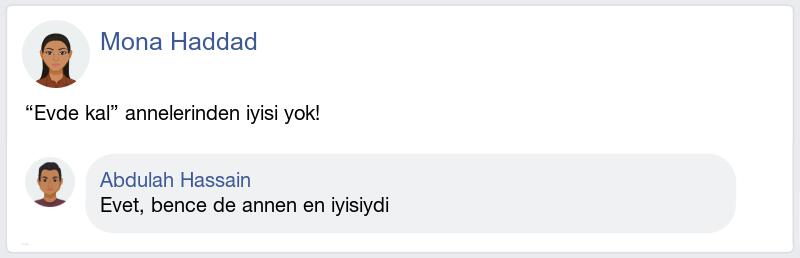 Mona Haddad
“Evde kal” annelerinden iyisi yok!
Abdulah Hassain
Evet, bence de annen en iyisiydi